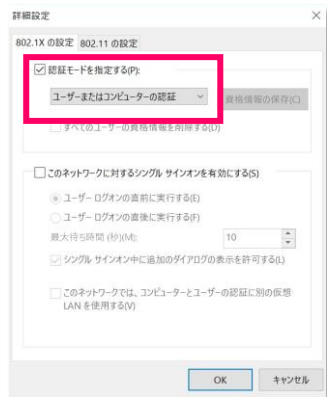 詳細設定
802.1X の設定 802.11 の設定
認証モードを指定する(P):
ユーザーまたはコンピューターの認証
資格情報の保存(C)
すべてのユーザーの資格情報を削除する(D)
このネットワークに対するシングル サインオンを有効にする(S)
ユーザー ログオンの直前に実行する(E)
ユーザー ログオンの直後に実行する(F)
最大待ち時間 (秒)(M): 10
シングル サインオン中に追加のダイアログの表示を許可する(L)
このネットワークでは、コンピューターとユーザーの認証に別の仮想
LAN を使用する(V)
OK キャンセル